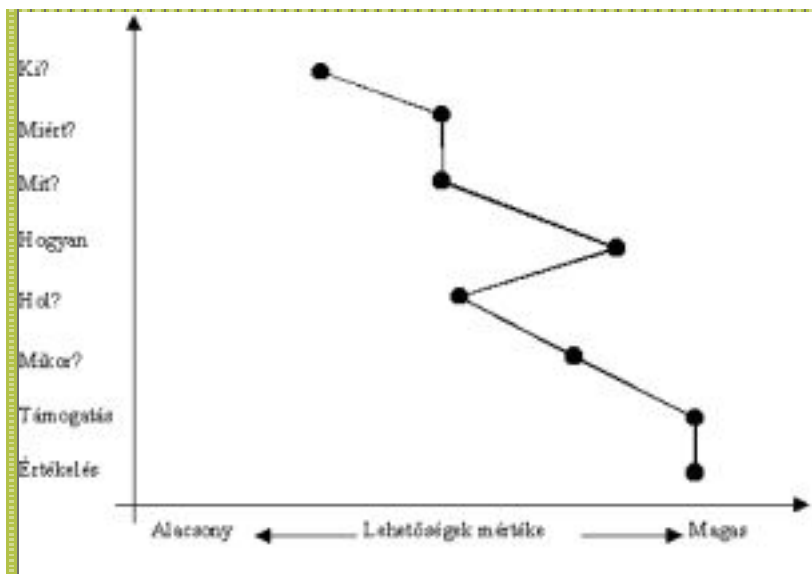 Ki?
Miért?
Mit?
Hogyan
Hol?
Mikor?
Támogatás
Értékelés
Alacsony Lehetőségek mértéke Magas